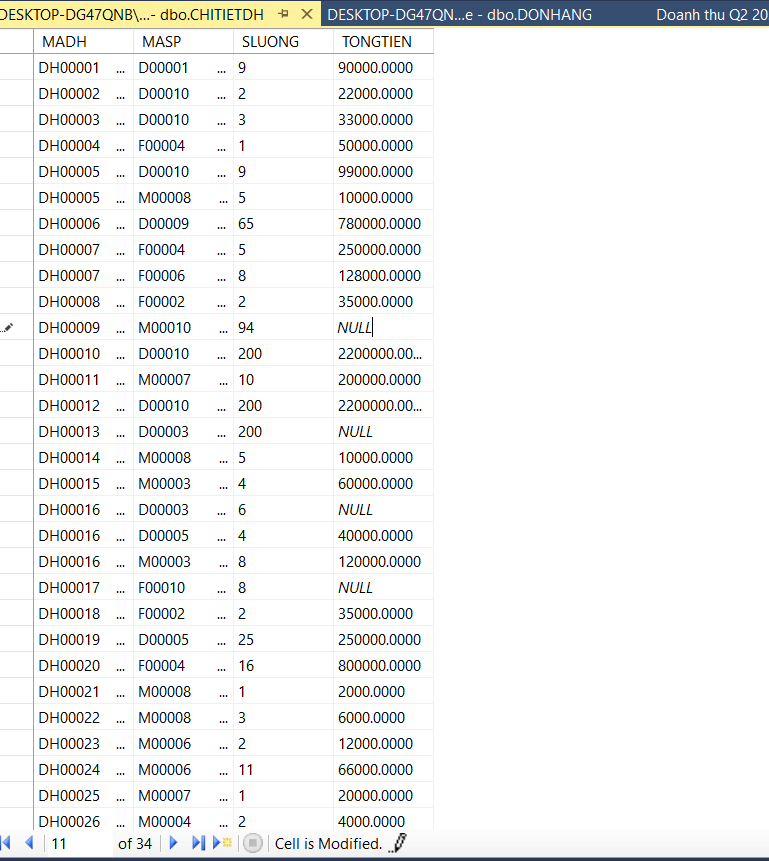 DESKTOP-DG47QNB\...- dbo.CHITIETDH DESKTOP-DG47QN...e - dbo.DONHANG Doanh thu Q2 20
MADH MASP SLUONG TONGTIEN
DH00001 ... D00001 ... 9 90000.0000
DH00002 ... D00010 ... 2 22000.0000
DH00003 ... D00010 ... 3 33000.0000
DH00004 ... F00004 ... 1 50000.0000
DH00005 ... D00010 ... 9 99000.0000
DH00005 ... M00008 ... 5 10000.0000
DH00006 ... D00009 ... 65 780000.0000
DH00007 ... F00004 ... 5 250000.0000
DH00007 ... F00006 ... 8 128000.0000
DH00008 ... F00002 ... 2 35000.0000
DH00009 ... M00010 ... 94 NULL
DH00010 ... D00010 ... 200 2200000.00...
DH00011 ... M00007 ... 10 200000.0000
DH00012 ... D00010 ... 200 2200000.00...
DH00013 ... D00003 ... 200 NULL
DH00014 ... M00008 ... 5 10000.0000
DH00015 ... M00003 ... 4 60000.0000
DH00016 ... D00003 ... 6 NULL
DH00016 ... D00005 ... 4 40000.0000
DH00016 ... M00003 ... 8 120000.0000
DH00017 ... F00010 ... 8 NULL
DH00018 ... F00002 ... 2 35000.0000
DH00019 ... D00005 ... 25 250000.0000
DH00020 ... F00004 ... 16 800000.0000
DH00021 ... M00008 ... 1 2000.0000
DH00022 ... M00008 ... 3 6000.0000
DH00023 ... M00006 ... 2 12000.0000
DH00024 ... M00006 ... 11 66000.0000
DH00025 ... M00007 ... 1 20000.0000
DH00026 ... M00004 ... 2 4000.0000
11 of 34 Cell is Modified.